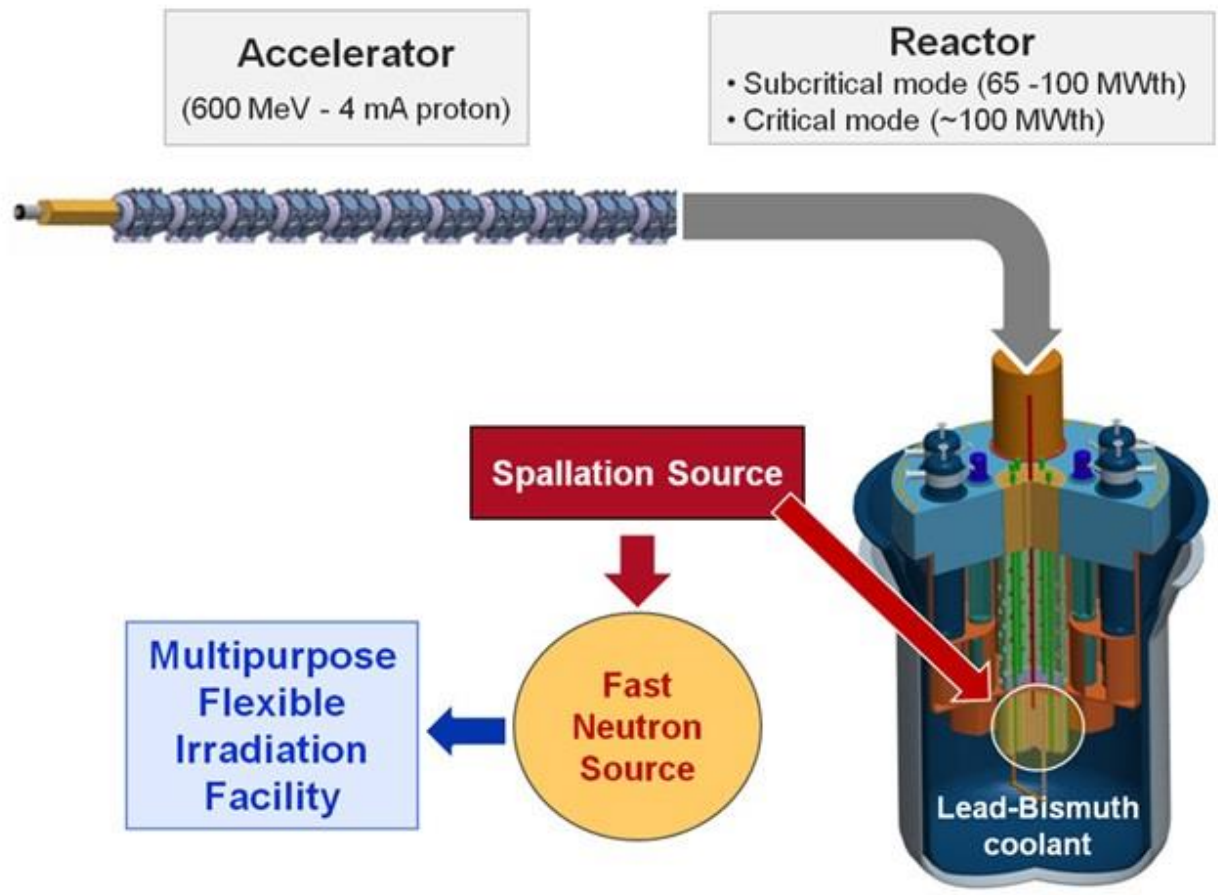 Accelerator
(600 MeV - 4 mA proton)
Reactor
• Subcritical mode (65 -100 MWth)
• Critical mode (~100 MWth)
Spallation Source
Multipurpose
Flexible
Irradiation
Facility
Fast
Neutron
Source
Lead-Bismuth
coolant